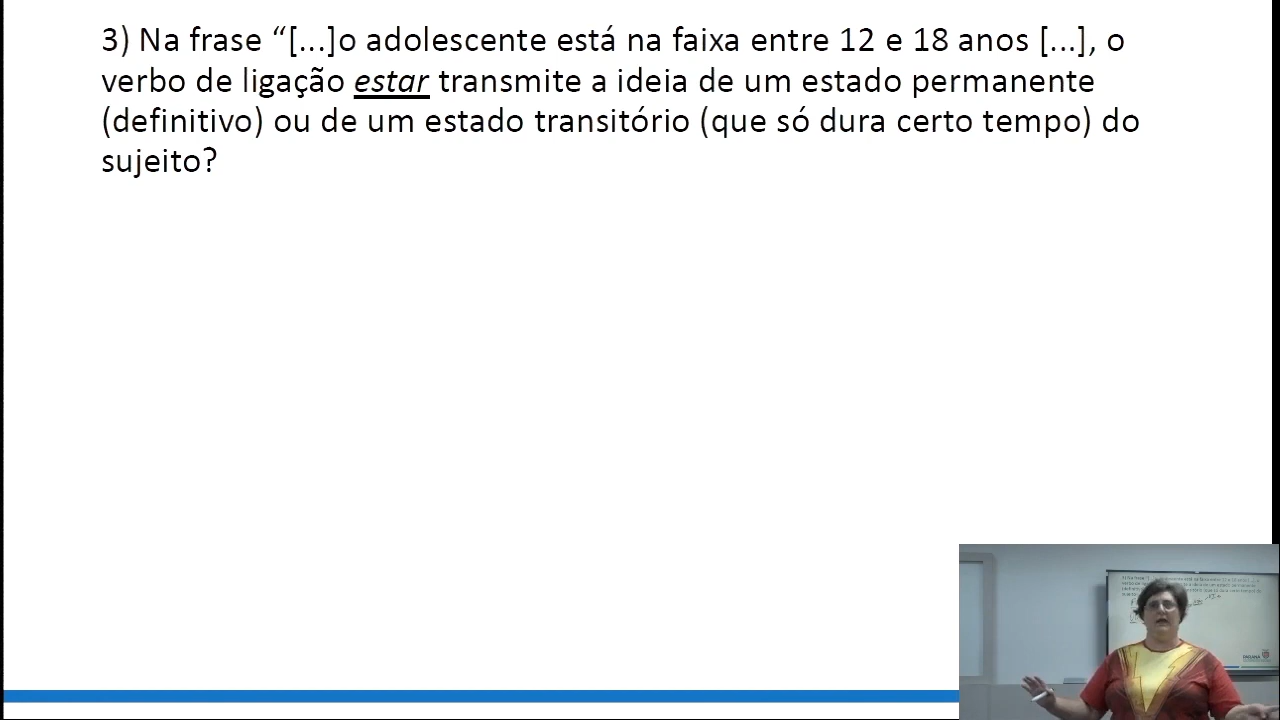 3) Na frase “[...]o adolescente está na faixa entre 12 e 18 anos [...], o
verbo de ligação estar transmite a ideia de um estado permanente
(definitivo) ou de um estado transitório (que só dura certo tempo) do
sujeito?